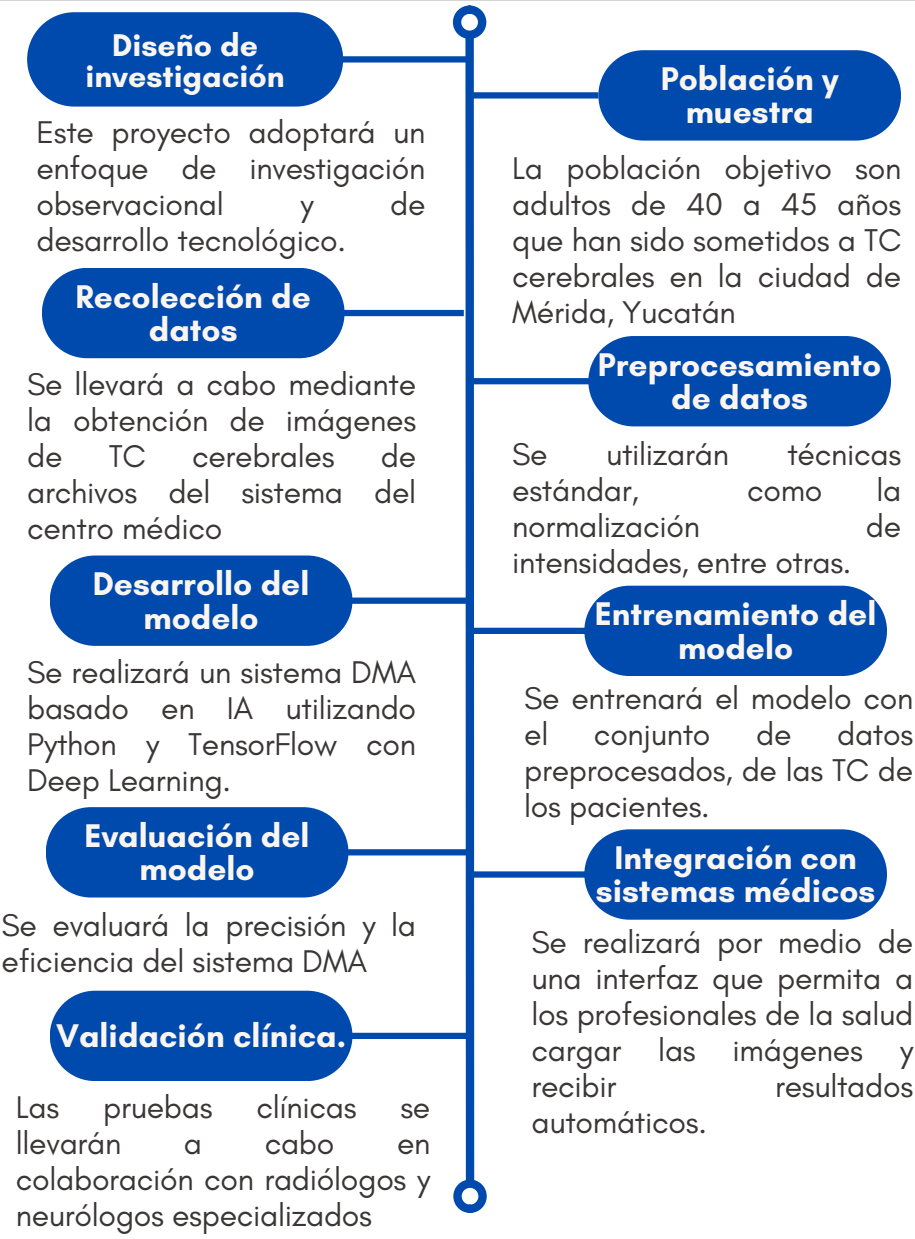 Diseño de
investigación
Este proyecto adoptará un
enfoque de investigación
observacional y de
desarrollo tecnológico.
Población y
muestra
La población objetivo son
adultos de 40 a 45 años
que han sido sometidos a TC
cerebrales en la ciudad de
Mérida, Yucatán
Recolección de
datos
Se llevará a cabo mediante
la obtención de imágenes
de TC cerebrales de
archivos del sistema del
centro médico
Preprocesamiento
de datos
Se utilizarán técnicas
estándar, como la
normalización de
intensidades, entre otras.
Desarrollo del
modelo
Se realizará un sistema DMA
basado en IA utilizando
Python y TensorFlow con
Deep Learning.
Entrenamiento del
modelo
Se entrenará el modelo con
el conjunto de datos
preprocesados, de las TC de
los pacientes.
Evaluación del
modelo
Se evaluará la precisión y la
eficiencia del sistema DMA
Integración con
sistemas médicos
Se realizará por medio de
una interfaz que permita a
los profesionales de la salud
cargar las imágenes y
recibir resultados
automáticos.
Validación clínica.
Las pruebas clínicas se
llevarán a cabo en
colaboración con radiólogos y
neurólogos especializados